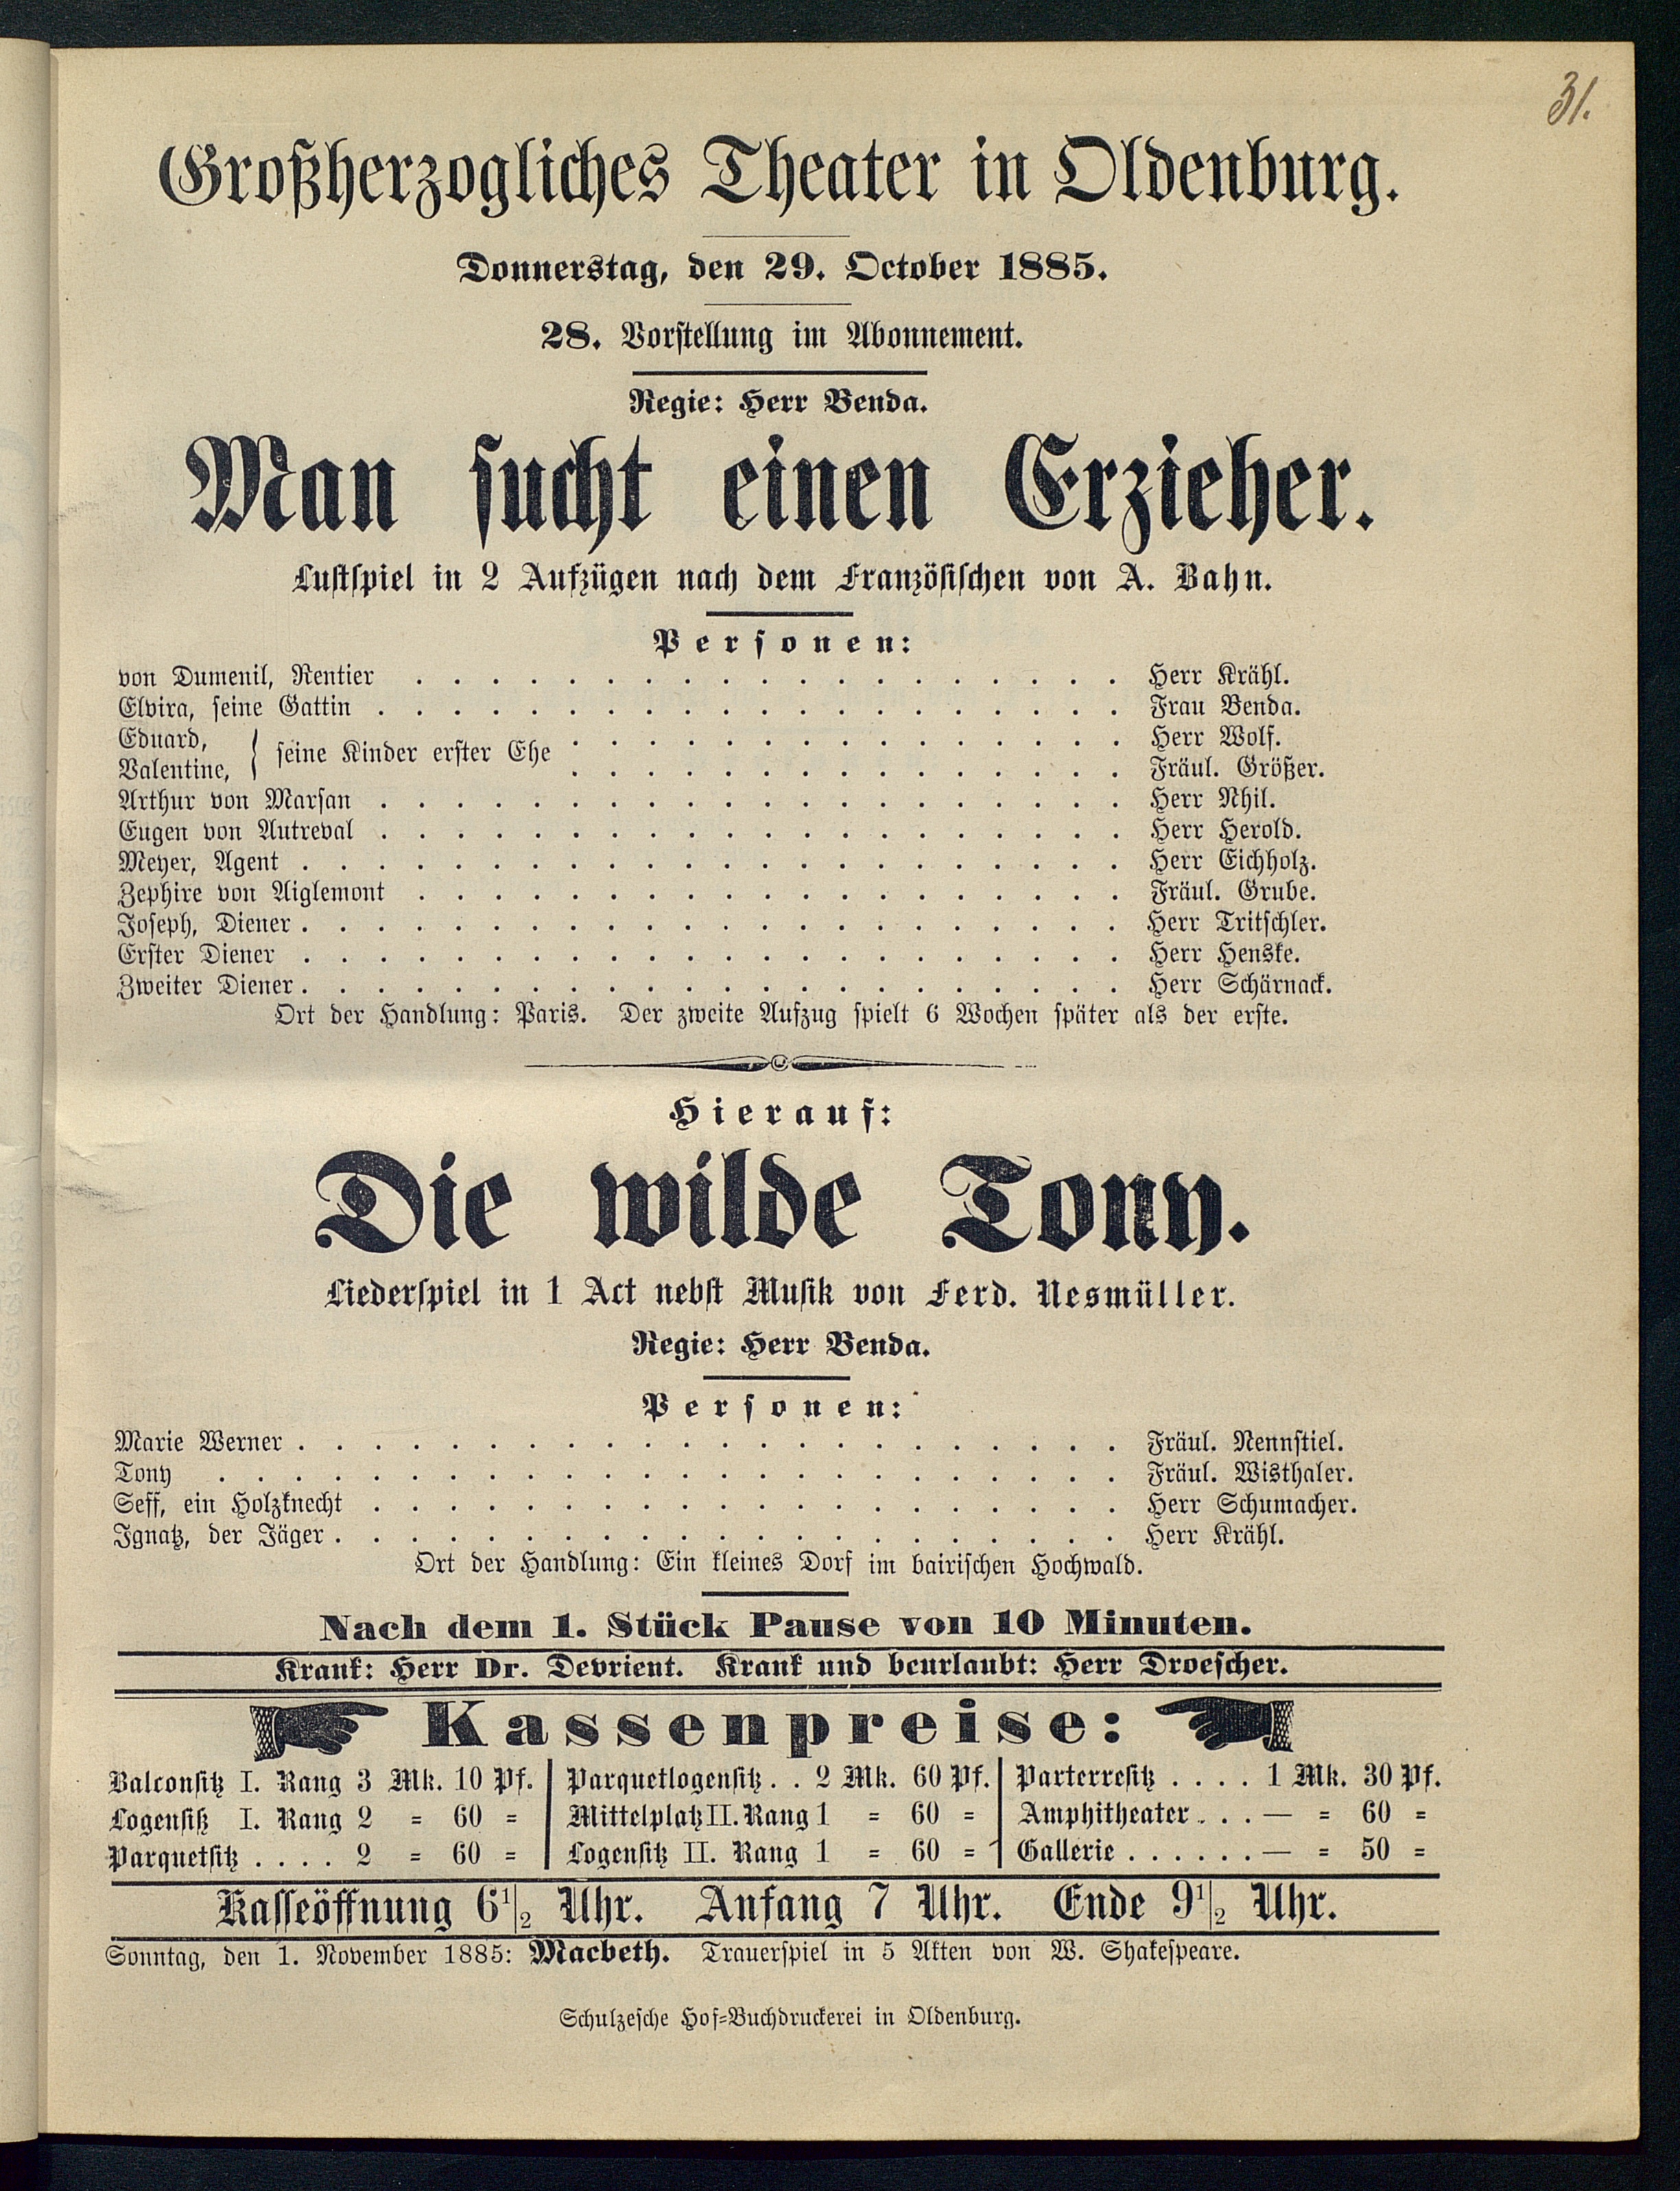 31.
Großherzogliches Theater in Oldenburg.
Donnerstag, den 29. October 1885.
28. Vorstellung im Abonnement.
Regie: Herr Benda.
Man sucht einen Erzieher.
Lustspiel in 2 Aufzügen nach dem Französischen von A. Bahn.
Personen:
von Dumenil, Rentier . . . . . . . . . . . . . . . . . . . Herr Krähl.
Elvira, seine Gattin . . . . . . . . . . . . . . . . . . . . Frau Benda.
Eduard, . . . . . . . . . . . . . . . Herr Wolf.
seine Kinder erster Ehe
Valentine, . . . . . . . . . . . . . . . Fräul. Größer.
Arthur von Marsan . . . . . . . . . . . . . . . . . . . . Herr Nhil.
Eugen von Autreval . . . . . . . . . . . . . . . . . . . . Herr Herold.
Meyer, Agent . . . . . . . . . . . . . . . . . . . . . . Herr Eichholz.
Zephire von Aiglemont . . . . . . . . . . . . . . . . . . . Fräul. Grube.
Joseph, Diener . . . . . . . . . . . . . . . . . . . . . . Herr Tritschler.
Erster Diener . . . . . . . . . . . . . . . . . . . . . . Herr Henske.
Zweiter Diener . . . . . . . . . . . . . . . . . . . . . . Herr Schärnack.
Ort der Handlung: Paris. Der zweite Aufzug spielt 6 Wochen später als der erste.
Hierauf:
Die wilde Tony.
Liederspiel in 1 Act nebst Musik von Ferd. Nesmüller.
Regie: Herr Benda.
Personen:
Marie Werner . . . . . . . . . . . . . . . . . . . . . . Fräul. Nennstiel.
Tony . . . . . . . . . . . . . . . . . . . . . . . . Fräul. Wisthaler.
Seff, ein Holzknecht . . . . . . . . . . . . . . . . . . . . Herr Schumacher.
Ignatz, der Jäger . . . . . . . . . . . . . . . . . . . . . Herr Krähl.
Ort der Handlung: Ein kleines Dorf im bairischen Hochwald.
Nach dem 1. Stück Pause von 10 Minuten.
Krank: Herr Dr. Devrient. Krank und beurlaubt: Herr Droescher.
Kassenpreise:
Balconsitz I. Rang 3 Mk. 10 Pf. Parquetlogensitz . . 2 Mk. 60 Pf. Parterresitz . . . . 1 Mk. 30 Pf.
Logensitz I. Rang 2 = 60 = Mittelplatz II. Rang 1 = 60 = Amphitheater . . . — = 60 =
Parquetsitz . . . . 2 = 60 = Logensitz II. Rang 1 = 60 = Gallerie . . . . . . — = 50 =
Kasseöffnung 6 1/2 Uhr. Anfang 7 Uhr. Ende 9 1/2 Uhr.
Sonntag, den 1. November 1885: Macbeth. Trauerspiel in 5 Akten von W. Shakespeare.
Schulzesche Hof=Buchdruckerei in Oldenburg.